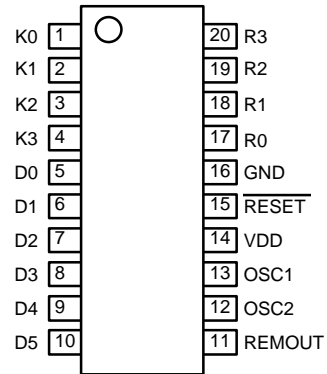 K0 1 20 R3
K1 2 19 R2
K2 3 18 R1
K3 4 17 R0
D0 5 16 GND
D1 6 15 RESET
D2 7 14 VDD
D3 8 13 OSC1
D4 9 12 OSC2
D5 10 11 REMOUT